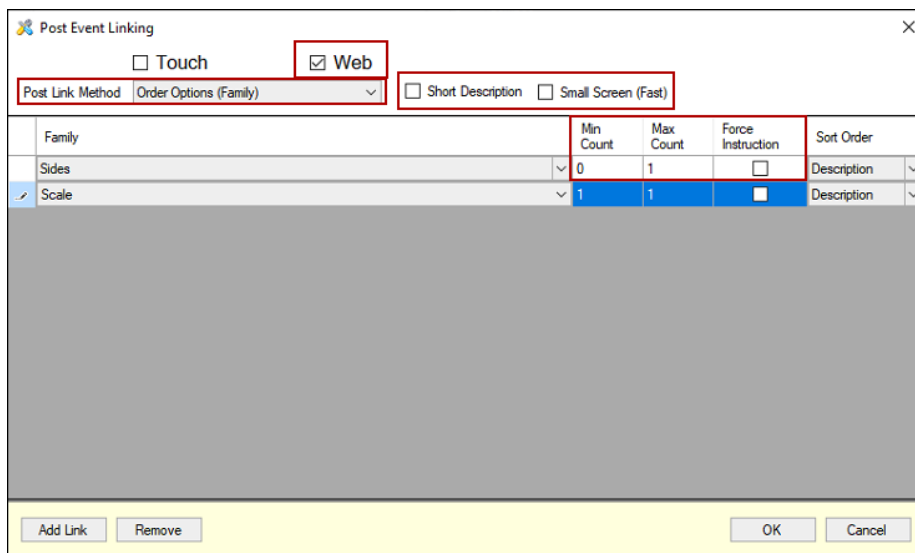 Post Event Linking
Touch Web
Post Link Method Order Options (Family) Short Description Small Screen (Fast)
Family Min Count Max Count Force Instruction Sort Order
Sides 0 1 Description
Scale 1 1 Description
Add Link Remove OK Cancel